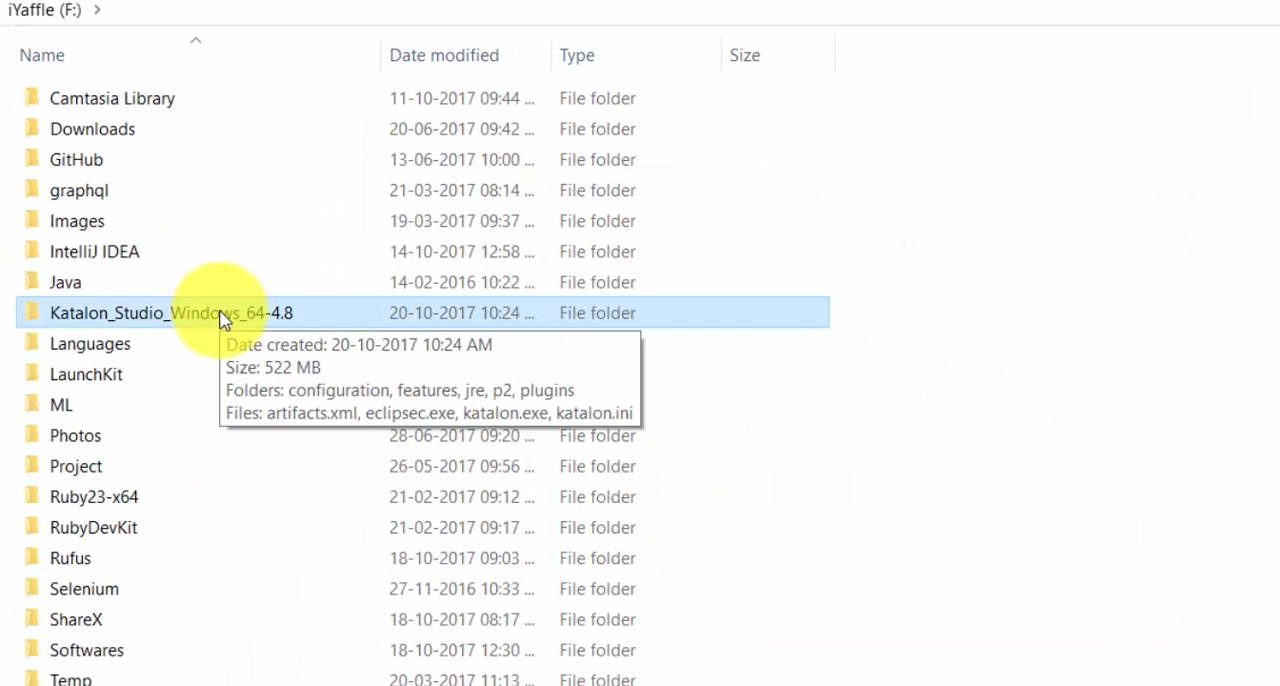 iYaffle (F:) >
Name Date modified Type Size
Camtasia Library 11-10-2017 09:44 ... File folder
Downloads 20-06-2017 09:42 ... File folder
GitHub 13-06-2017 10:00 ... File folder
graphql 21-03-2017 08:14 ... File folder
Images 19-03-2017 09:37 ... File folder
IntelliJ IDEA 14-10-2017 12:58 ... File folder
Java 14-02-2016 10:22 ... File folder
Katalon_Studio_Windows_64-4.8 20-10-2017 10:24 ... File folder
Languages
LaunchKit
ML
Date created: 20-10-2017 10:24 AM
Size: 522 MB
Folders: configuration, features, jre, p2, plugins
Files: artifacts.xml, eclipsec.exe, katalon.exe, katalon.ini
Photos 28-06-2017 09:20 ... File folder
Project 26-05-2017 09:56 ... File folder
Ruby23-x64 21-02-2017 09:12 ... File folder
RubyDevKit 21-02-2017 09:17 ... File folder
Rufus 18-10-2017 09:03 ... File folder
Selenium 27-11-2016 10:33 ... File folder
ShareX 18-10-2017 08:17 ... File folder
Softwares 18-10-2017 12:30 ... File folder
Temp 20-03-2017 11:13 ... File folder